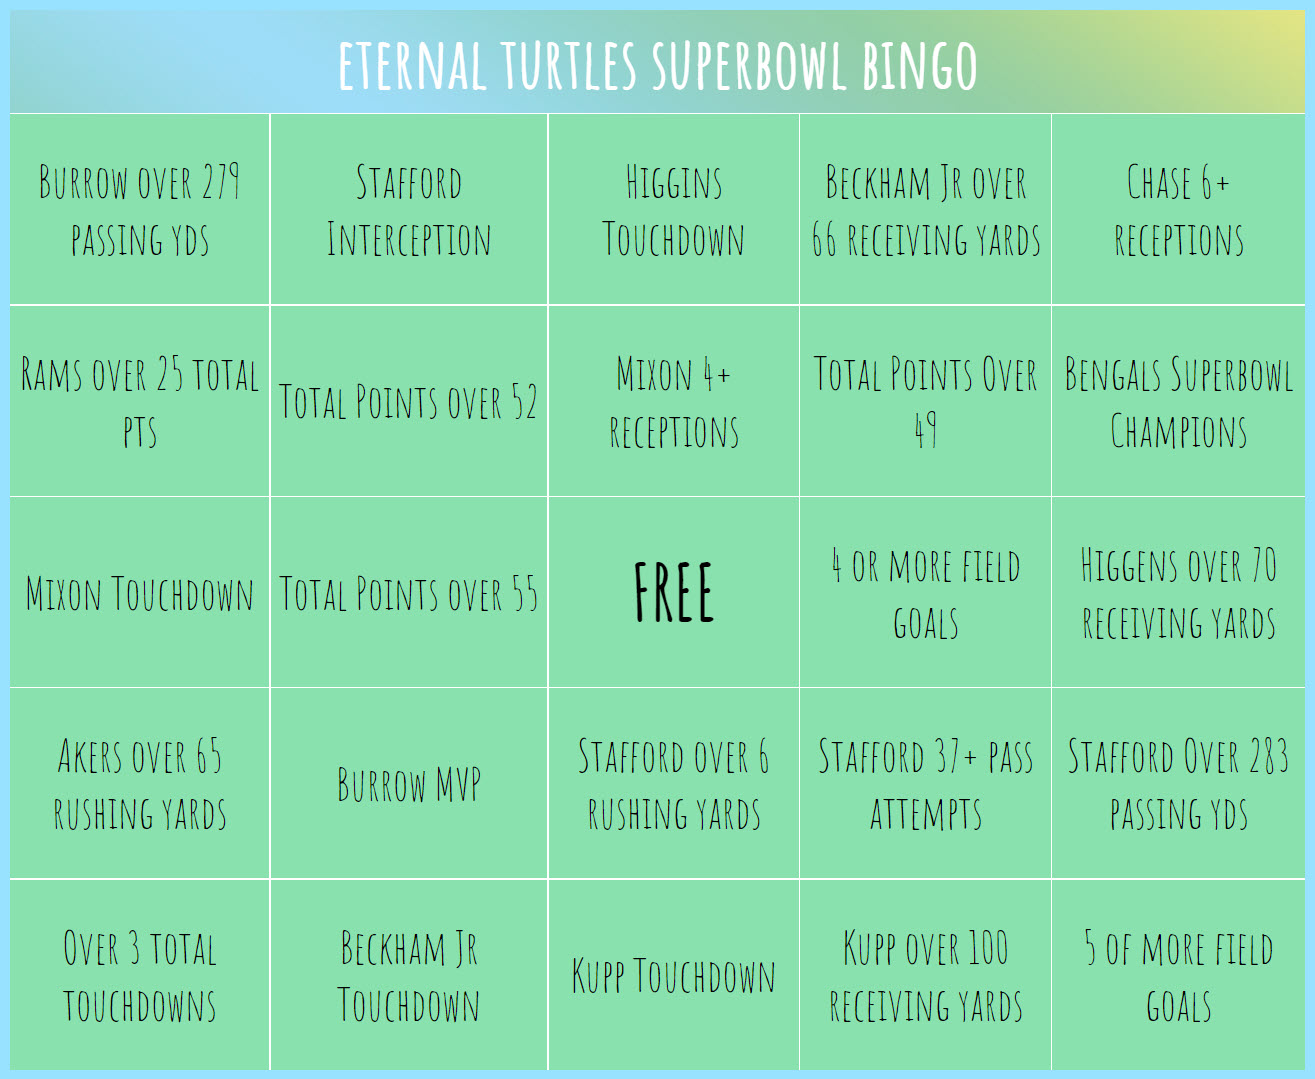 Eternal Turtles Superbowl Bingo
Burrow over 279
passing yds
Stafford
Interception
Higgins
Touchdown
Beckham Jr over
66 receiving yards
Chase 6+
receptions
Rams over 25 total
pts
Total Points over 52
Mixon 4+
receptions
Total Points Over
49
Bengals Superbowl
Champions
Mixon Touchdown
Total Points over 55
FREE
4 or more field
goals
Higgens over 70
receiving yards
Akers over 65
rushing yards
Burrow MVP
Stafford over 6
rushing yards
Stafford 37+ pass
attempts
Stafford Over 283
passing yds
Over 3 total
touchdowns
Beckham Jr
Touchdown
Kupp Touchdown
Kupp over 100
receiving yards
5 of more field
goals